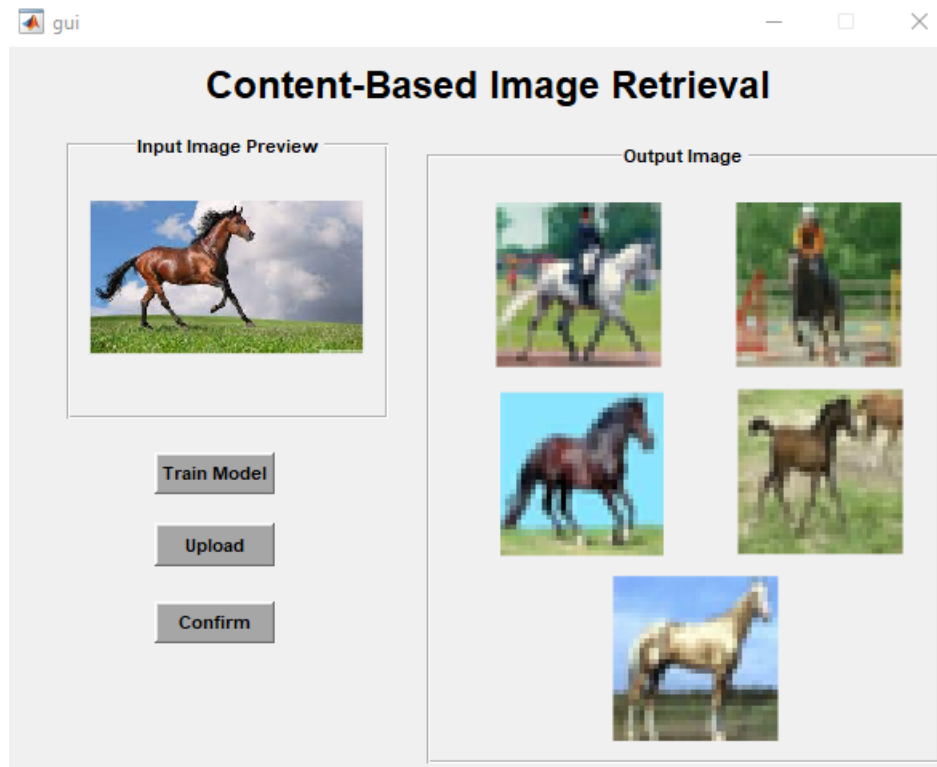 gui
Content-Based Image Retrieval
Input Image Preview
Output Image
Train Model
Upload
Confirm